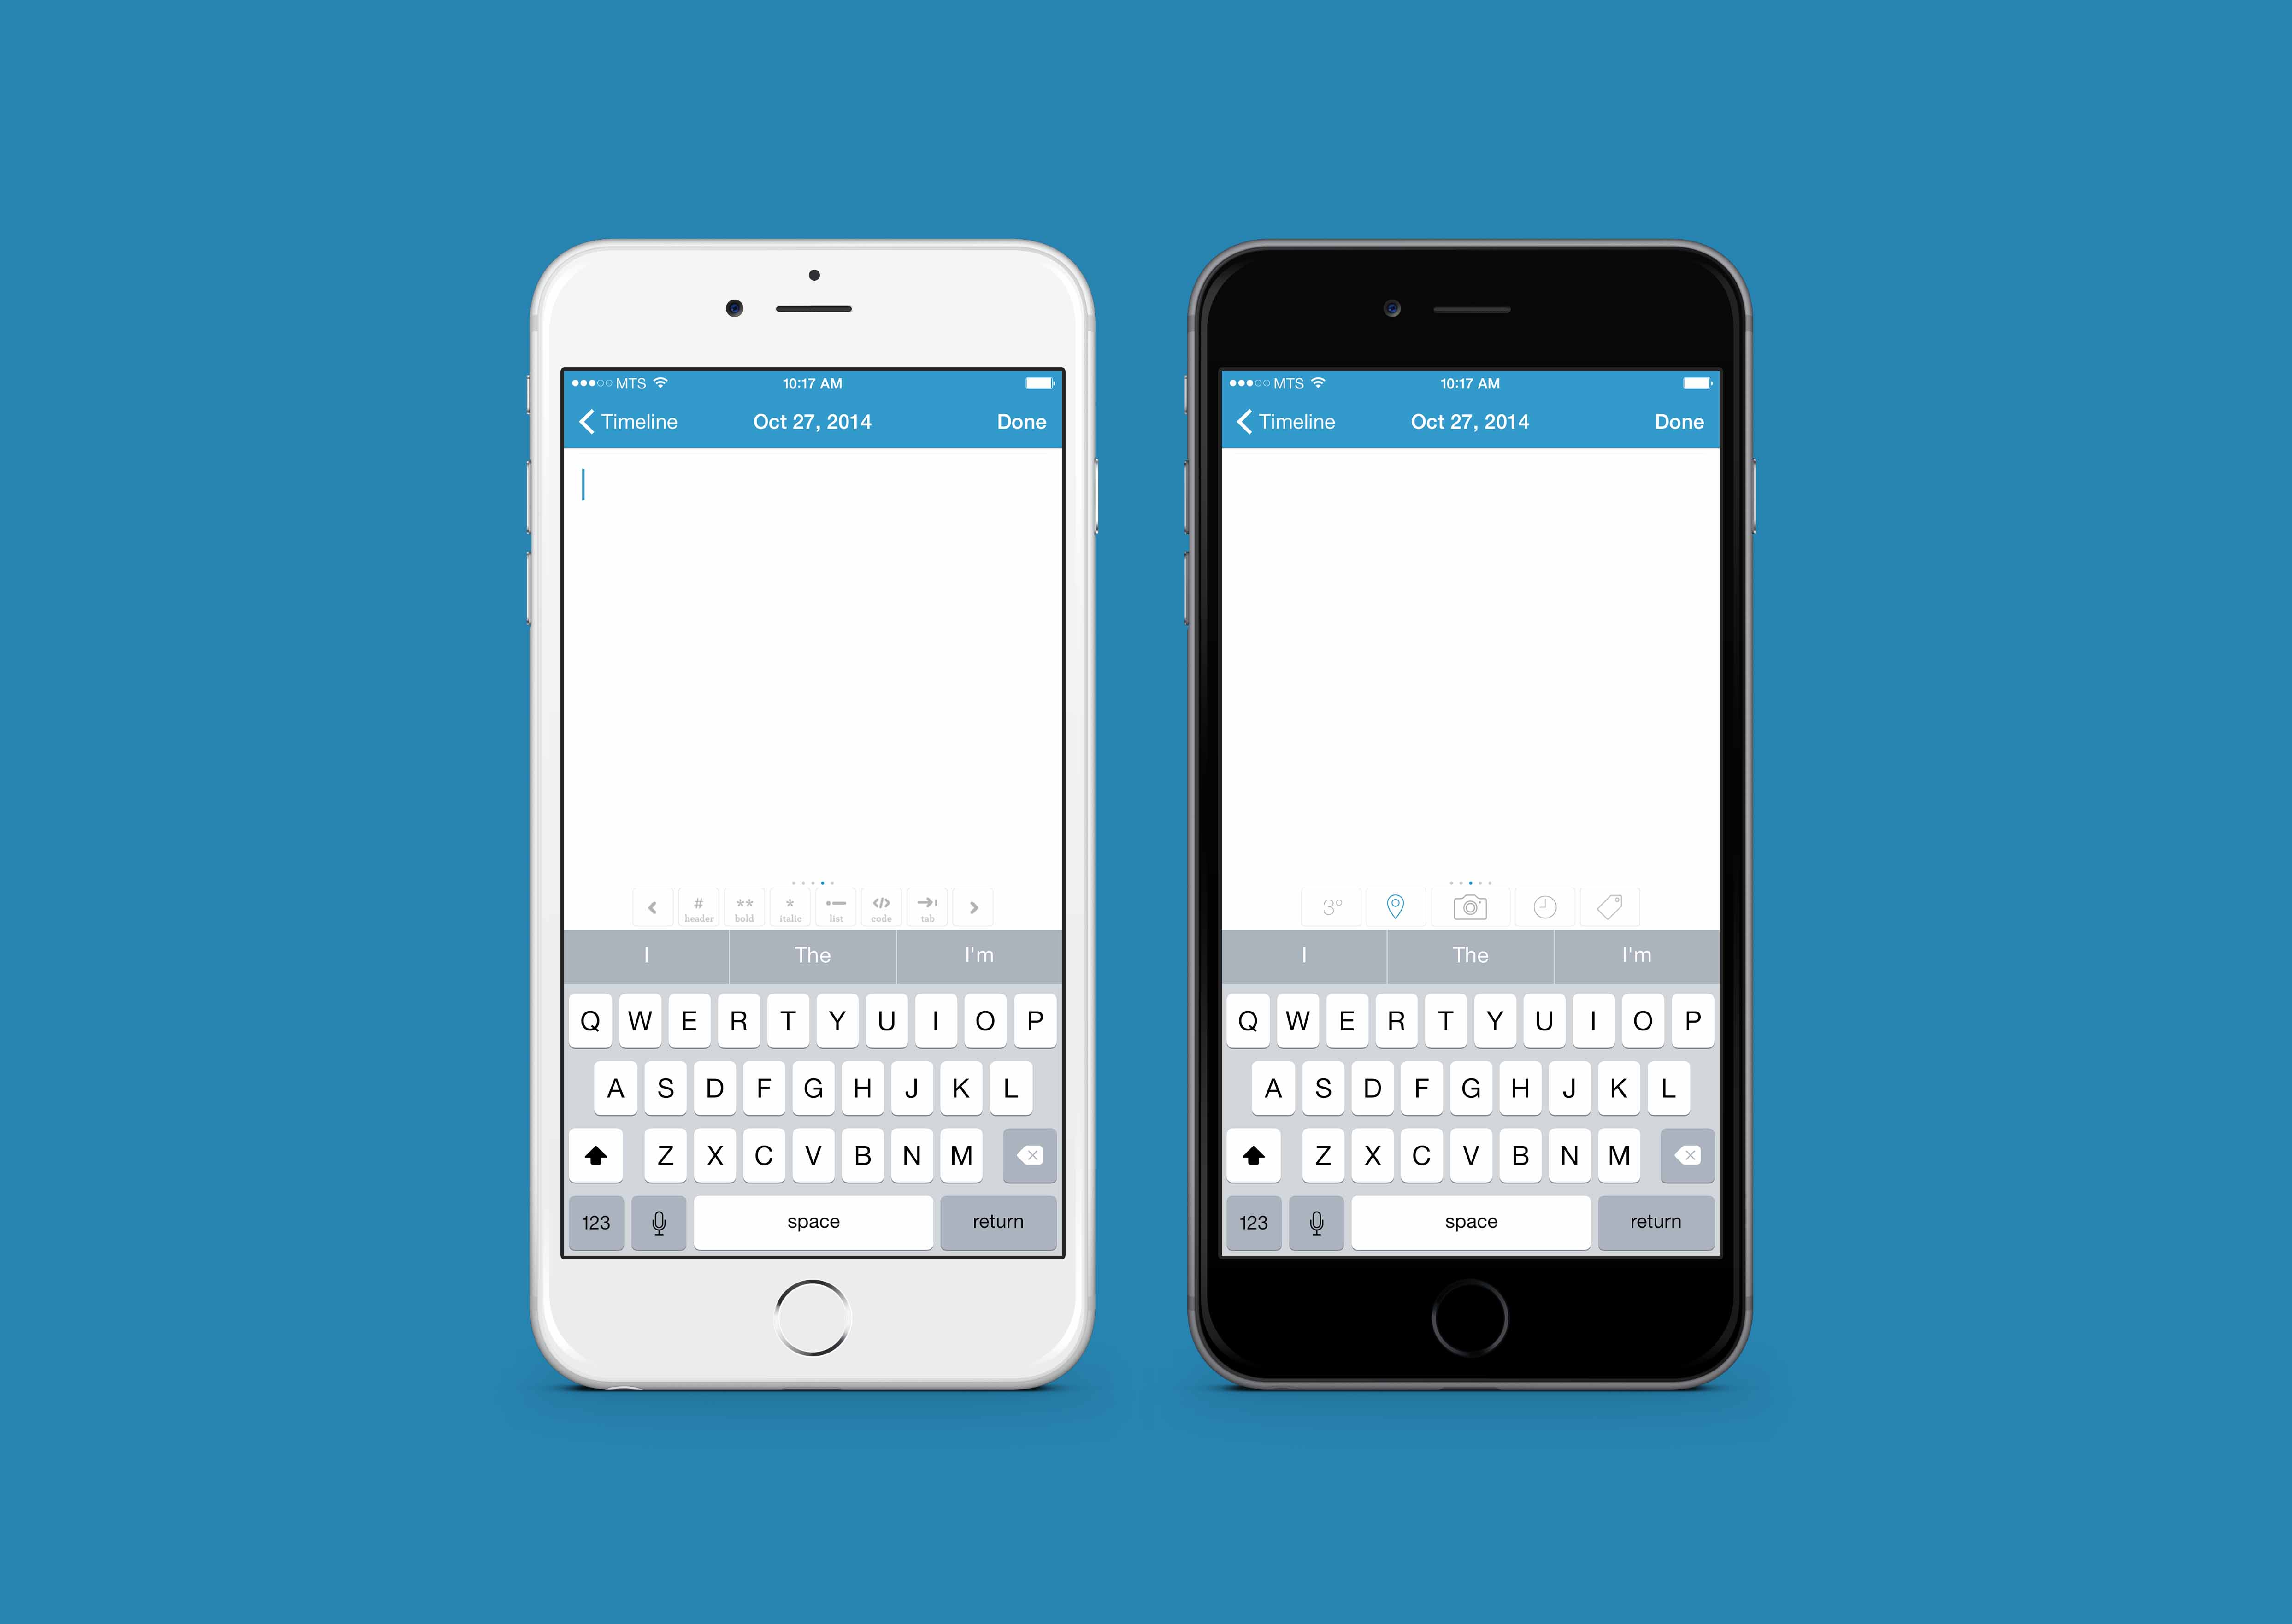 MTS 10:17 AM
Timeline Oct 27, 2014 Done
# ** * </>
header bold italic list code tab
I The I'm
Q W E R T Y U I O P
A S D F G H J K L
Z X C V B N M
123 space return
MTS 10:17 AM
Timeline Oct 27, 2014 Done
3°
I The I'm
Q W E R T Y U I O P
A S D F G H J K L
Z X C V B N M
123 space return